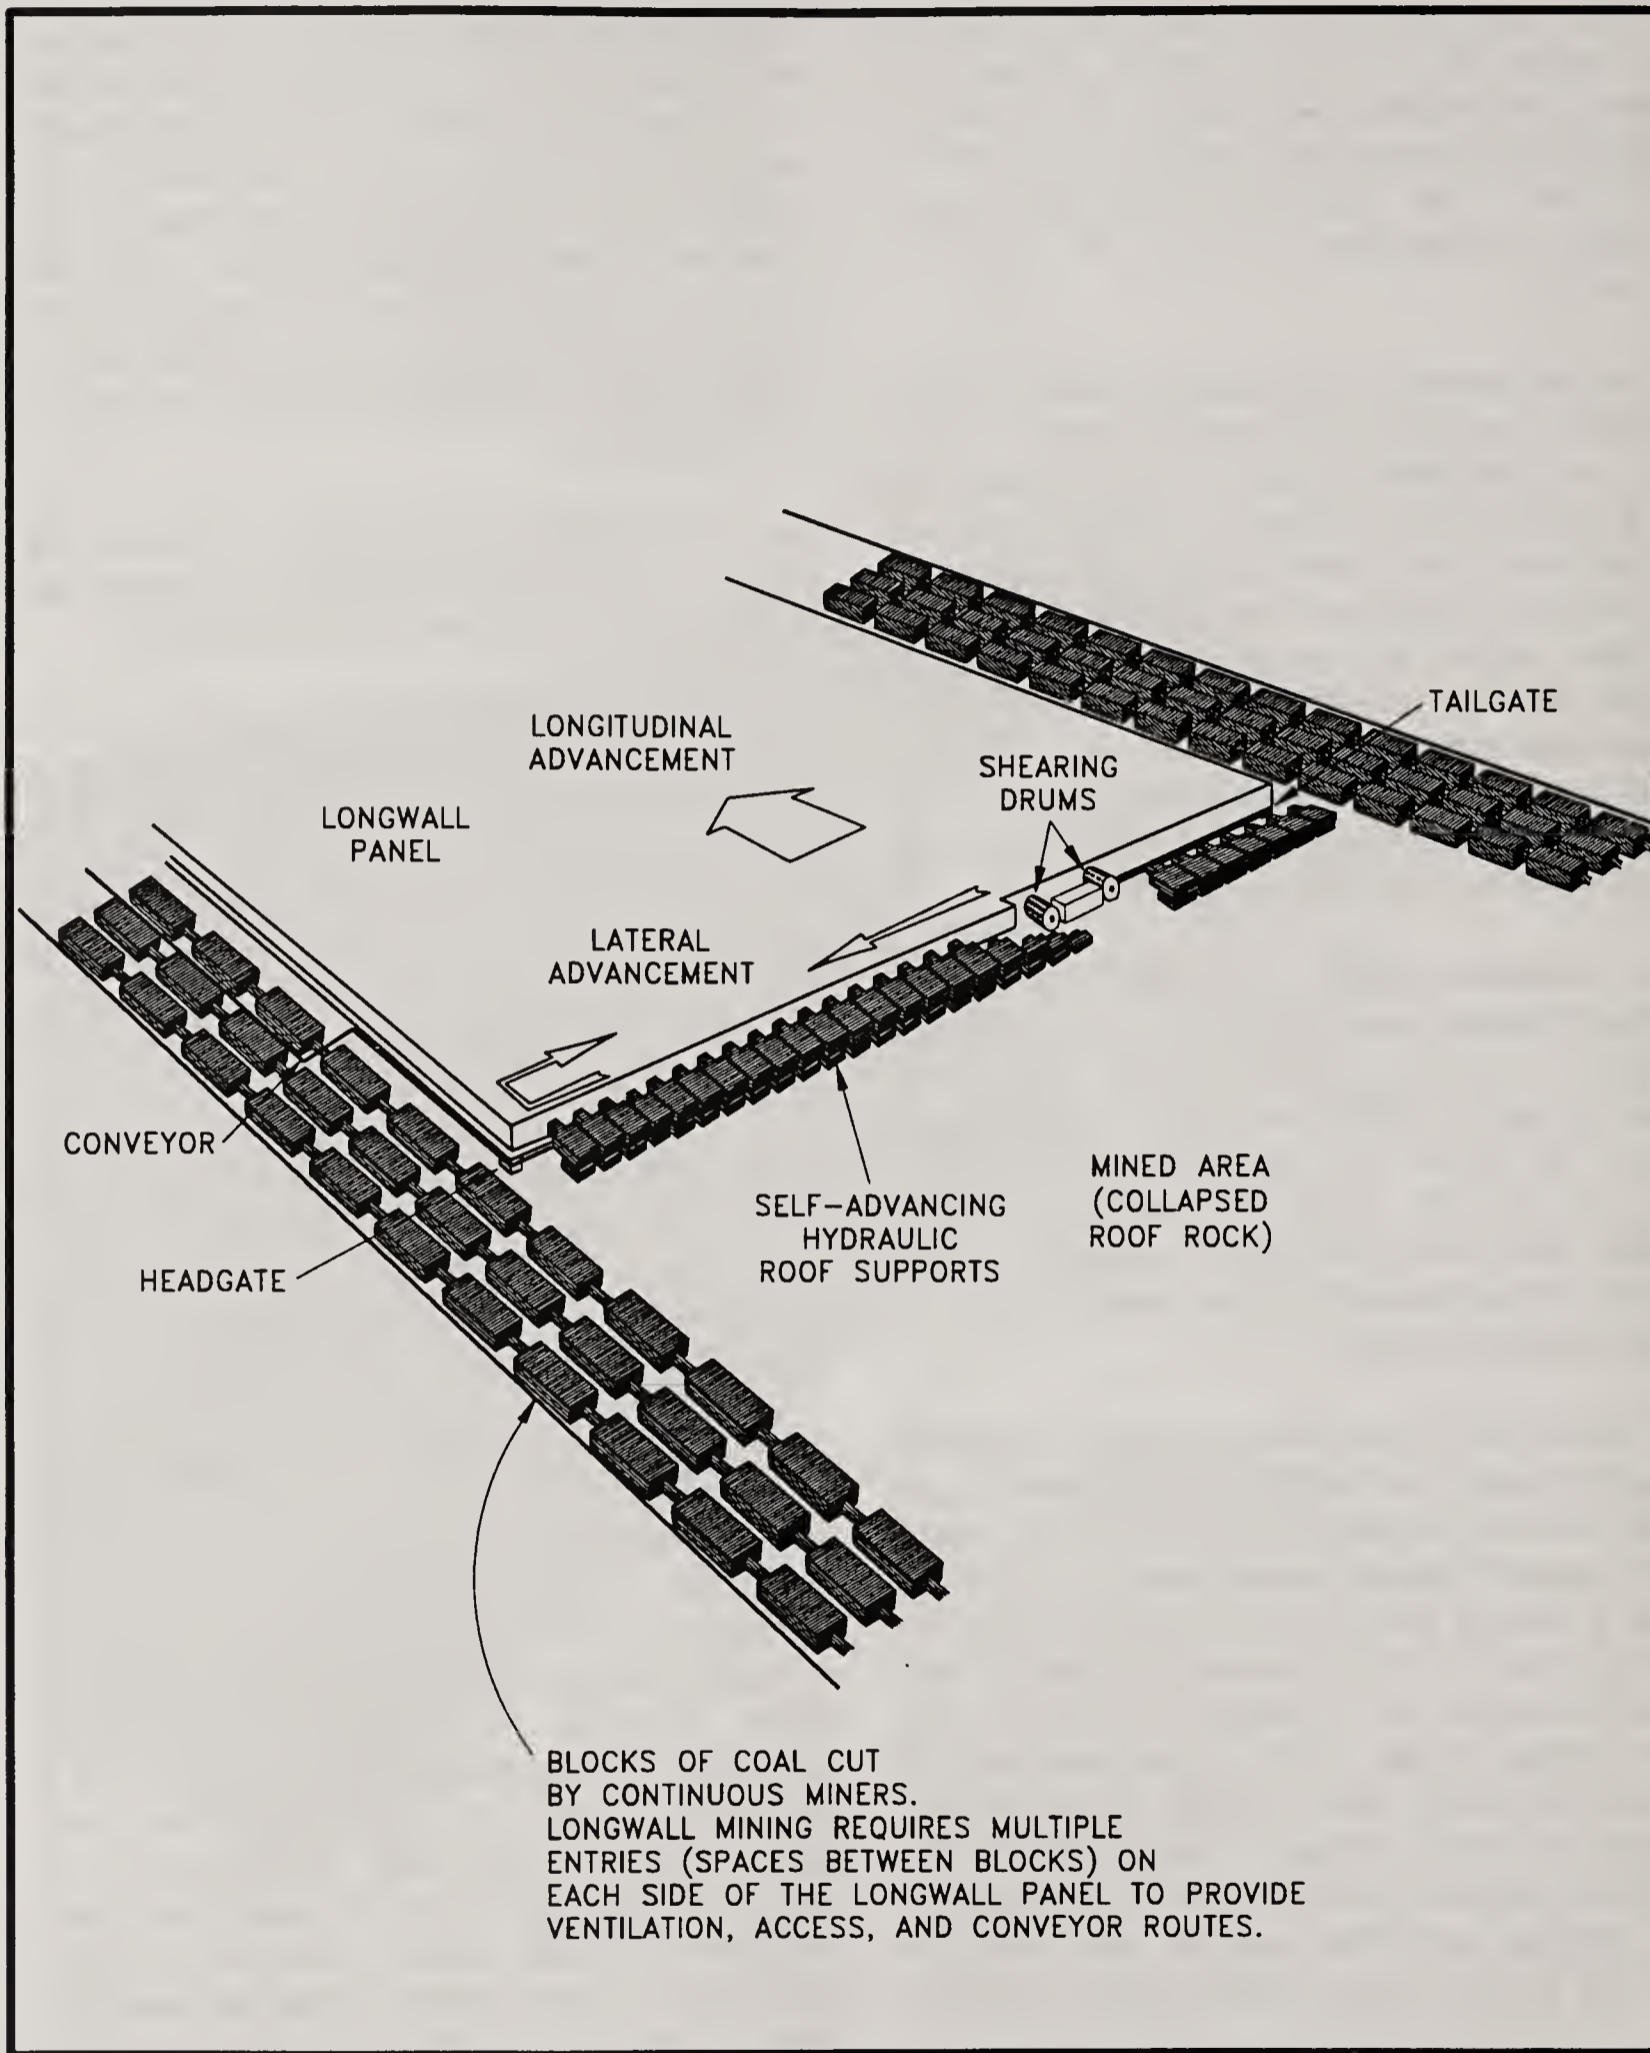 TAILGATE
LONGITUDINAL
ADVANCEMENT
SHEARING
DRUMS
LONGWALL
PANEL
LATERAL
ADVANCEMENT
CONVEYOR
MINED AREA
(COLLAPSED
ROOF ROCK)
SELF-ADVANCING
HYDRAULIC
ROOF SUPPORTS
HEADGATE
BLOCKS OF COAL CUT
BY CONTINUOUS MINERS.
LONGWALL MINING REQUIRES MULTIPLE
ENTRIES (SPACES BETWEEN BLOCKS) ON
EACH SIDE OF THE LONGWALL PANEL TO PROVIDE
VENTILATION, ACCESS, AND CONVEYOR ROUTES.